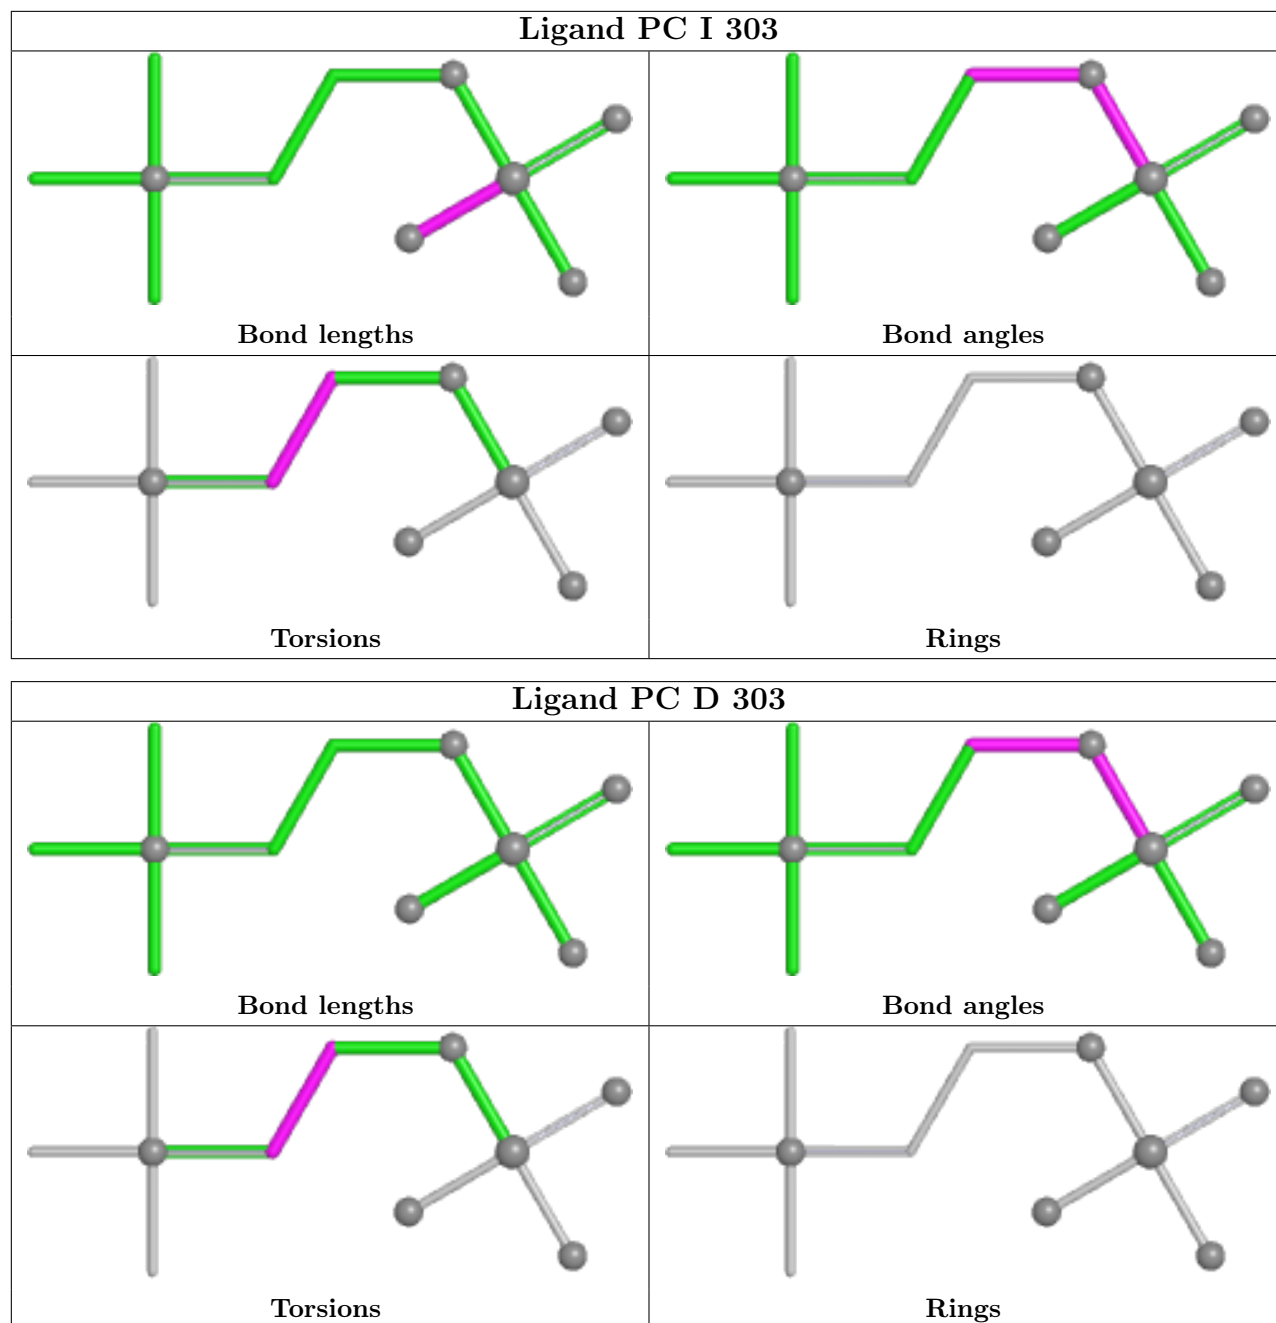 Ligand PC I 303
Bond lengths
Bond angles
Torsions
Rings
Ligand PC D 303
Bond lengths
Bond angles
Torsions
Rings